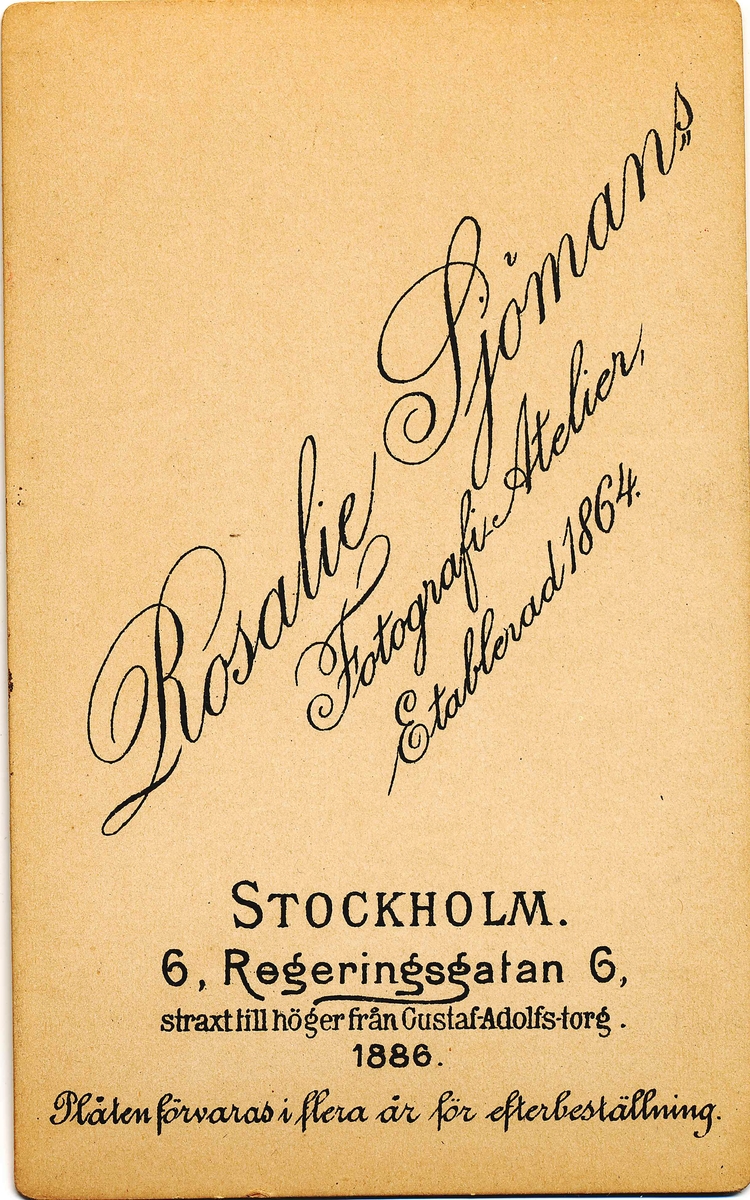 Rosalie Sjömans
Fotografi-Atelier,
Etablerad 1864.
STOCKHOLM.
6, Regeringsgatan 6,
straxt till höger från Gustaf-Adolfs-torg.
1886.
Plåten förvaras i flera år för efterbeställning.